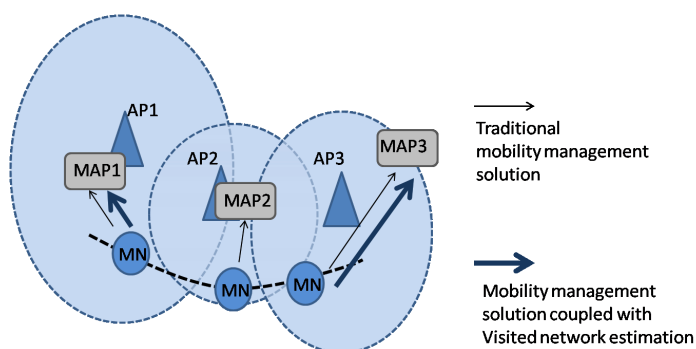 AP1
MAP1
AP2
MAP2
AP3
MAP3
MN
MN
MN
Traditional
mobility management
solution
Mobility management
solution coupled with
Visited network estimation